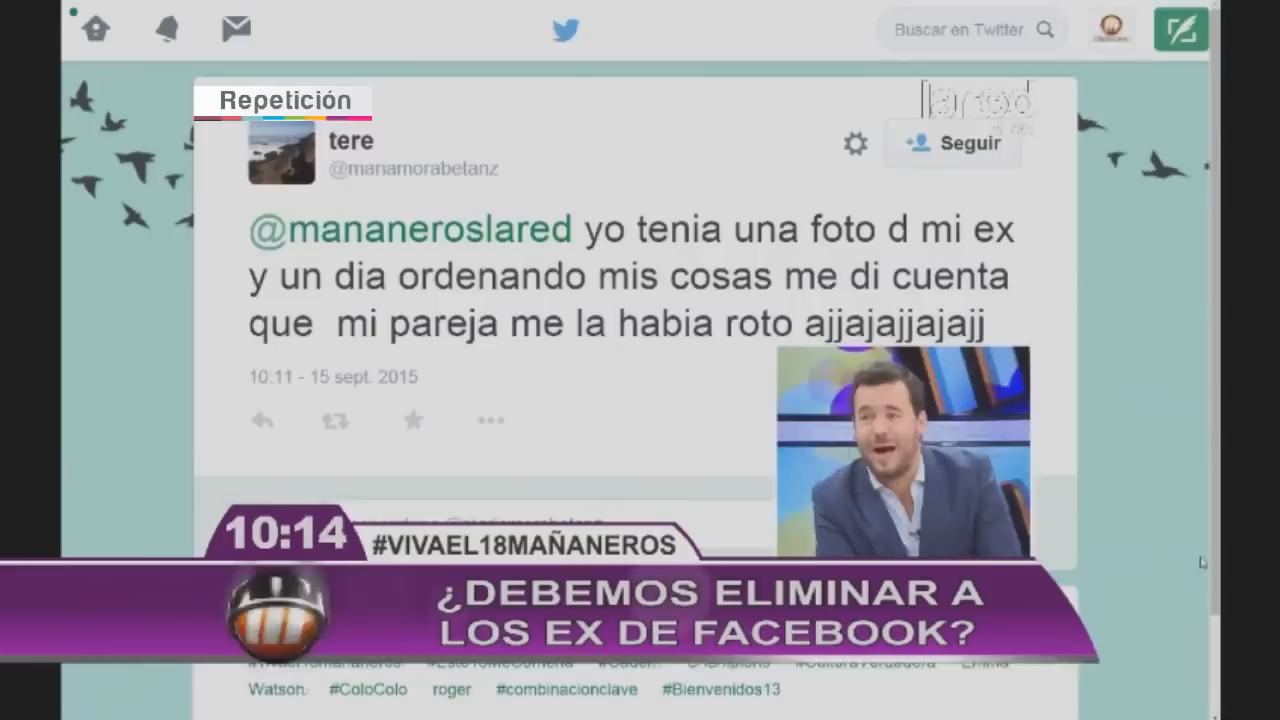 Buscar en Twitter
Repetición
la red
tere
@manamorabetanz
Seguir
@mananeroslared yo tenia una foto d mi ex
y un dia ordenando mis cosas me di cuenta
que mi pareja me la habia roto ajjajajjajajj
10.11 - 15 sept. 2015
10:14
#VIVAEL18MAÑANEROS
¿DEBEMOS ELIMINAR A
LOS EX DE FACEBOOK?
Watson #ColoColo roger #combinacionclave #Bienvenidos13